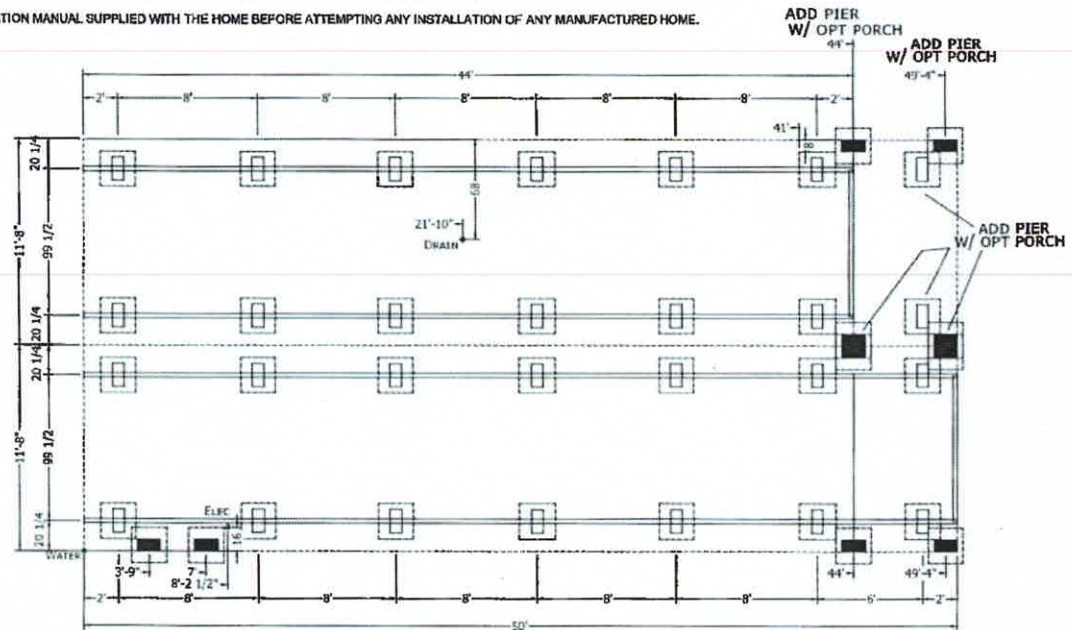 ATION MANUAL SUPPLIED WITH THE HOME BEFORE ATTEMPTING ANY INSTALLATION OF ANY MANUFACTURED HOME.
ADD PIER
W/ OPT PORCH
44'
ADD PIER
W/ OPT PORCH
49'-4"
44'
2' 8' 8' 8' 8' 8' 2'
41'
8
20 1/4
99 1/2
11'-8"
20 1/4
68
21'-10"
DRAIN
ADD PIER
W/ OPT PORCH
20 1/4
99 1/2
11'-8"
20 1/4
ELEC
16
WATER
3'-9" 7'
8'-2 1/2"
44' 49'-4"
2' 8' 8' 8' 8' 8' 6' 2'
50'